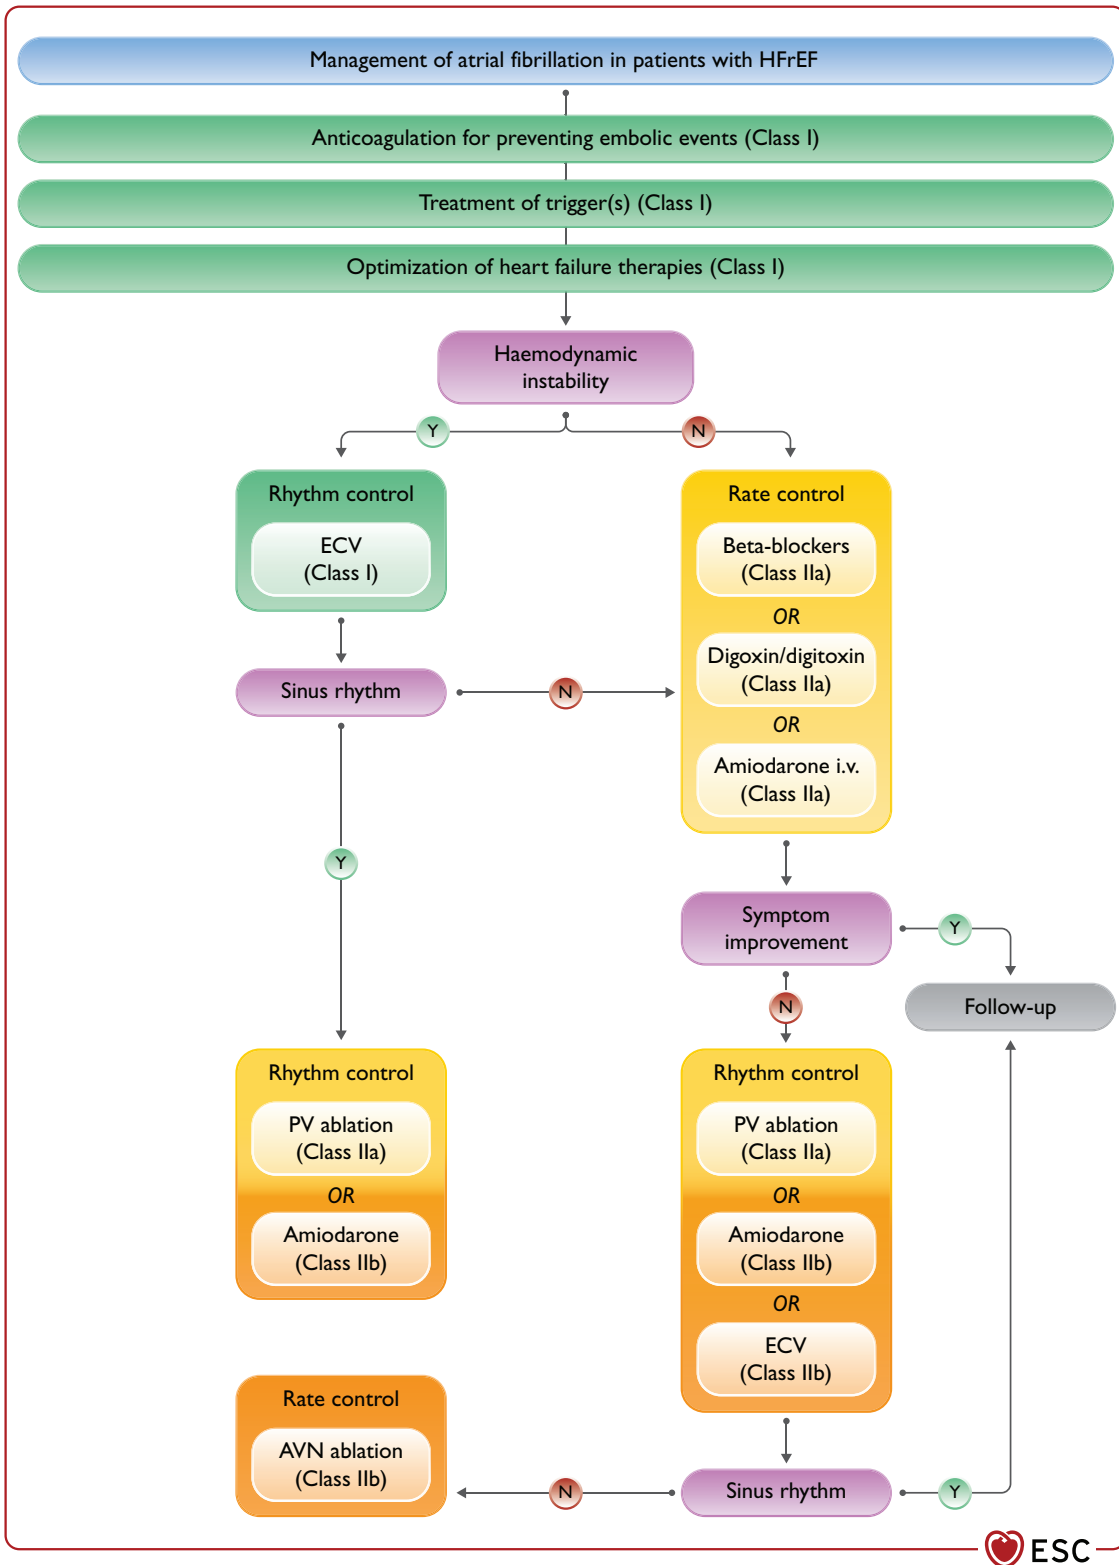 Management of atrial fibrillation in patients with HFrEF
Anticoagulation for preventing embolic events (Class I)
Treatment of trigger(s) (Class I)
Optimization of heart failure therapies (Class I)
Haemodynamic
instability
Y
N
Rhythm control
ECV
(Class I)
Rate control
Beta-blockers
(Class IIa)
OR
Digoxin/digitoxin
(Class IIa)
OR
Amiodarone i.v.
(Class IIa)
Sinus rhythm
N
Y
Symptom
improvement
Y
N
Follow-up
Rhythm control
PV ablation
(Class IIa)
OR
Amiodarone
(Class IIb)
Rhythm control
PV ablation
(Class IIa)
OR
Amiodarone
(Class IIb)
OR
ECV
(Class IIb)
Rate control
AVN ablation
(Class IIb)
N
Sinus rhythm
Y
ESC